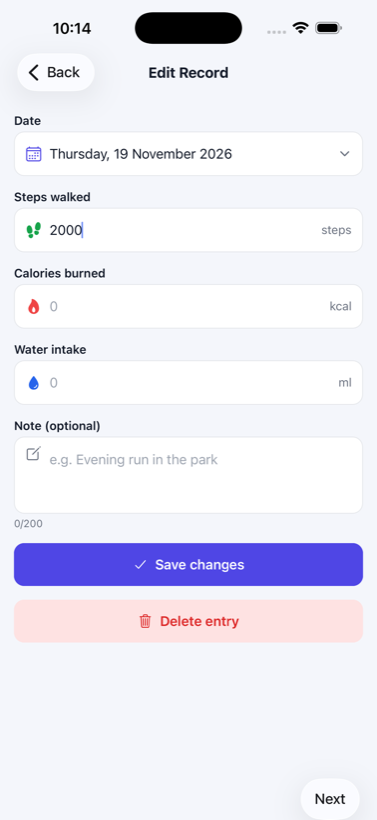 10:14
Back
Edit Record
Date
Thursday, 19 November 2026
Steps walked
2000 steps
Calories burned
0 kcal
Water intake
0 ml
Note (optional)
e.g. Evening run in the park
0/200
Save changes
Delete entry
Next